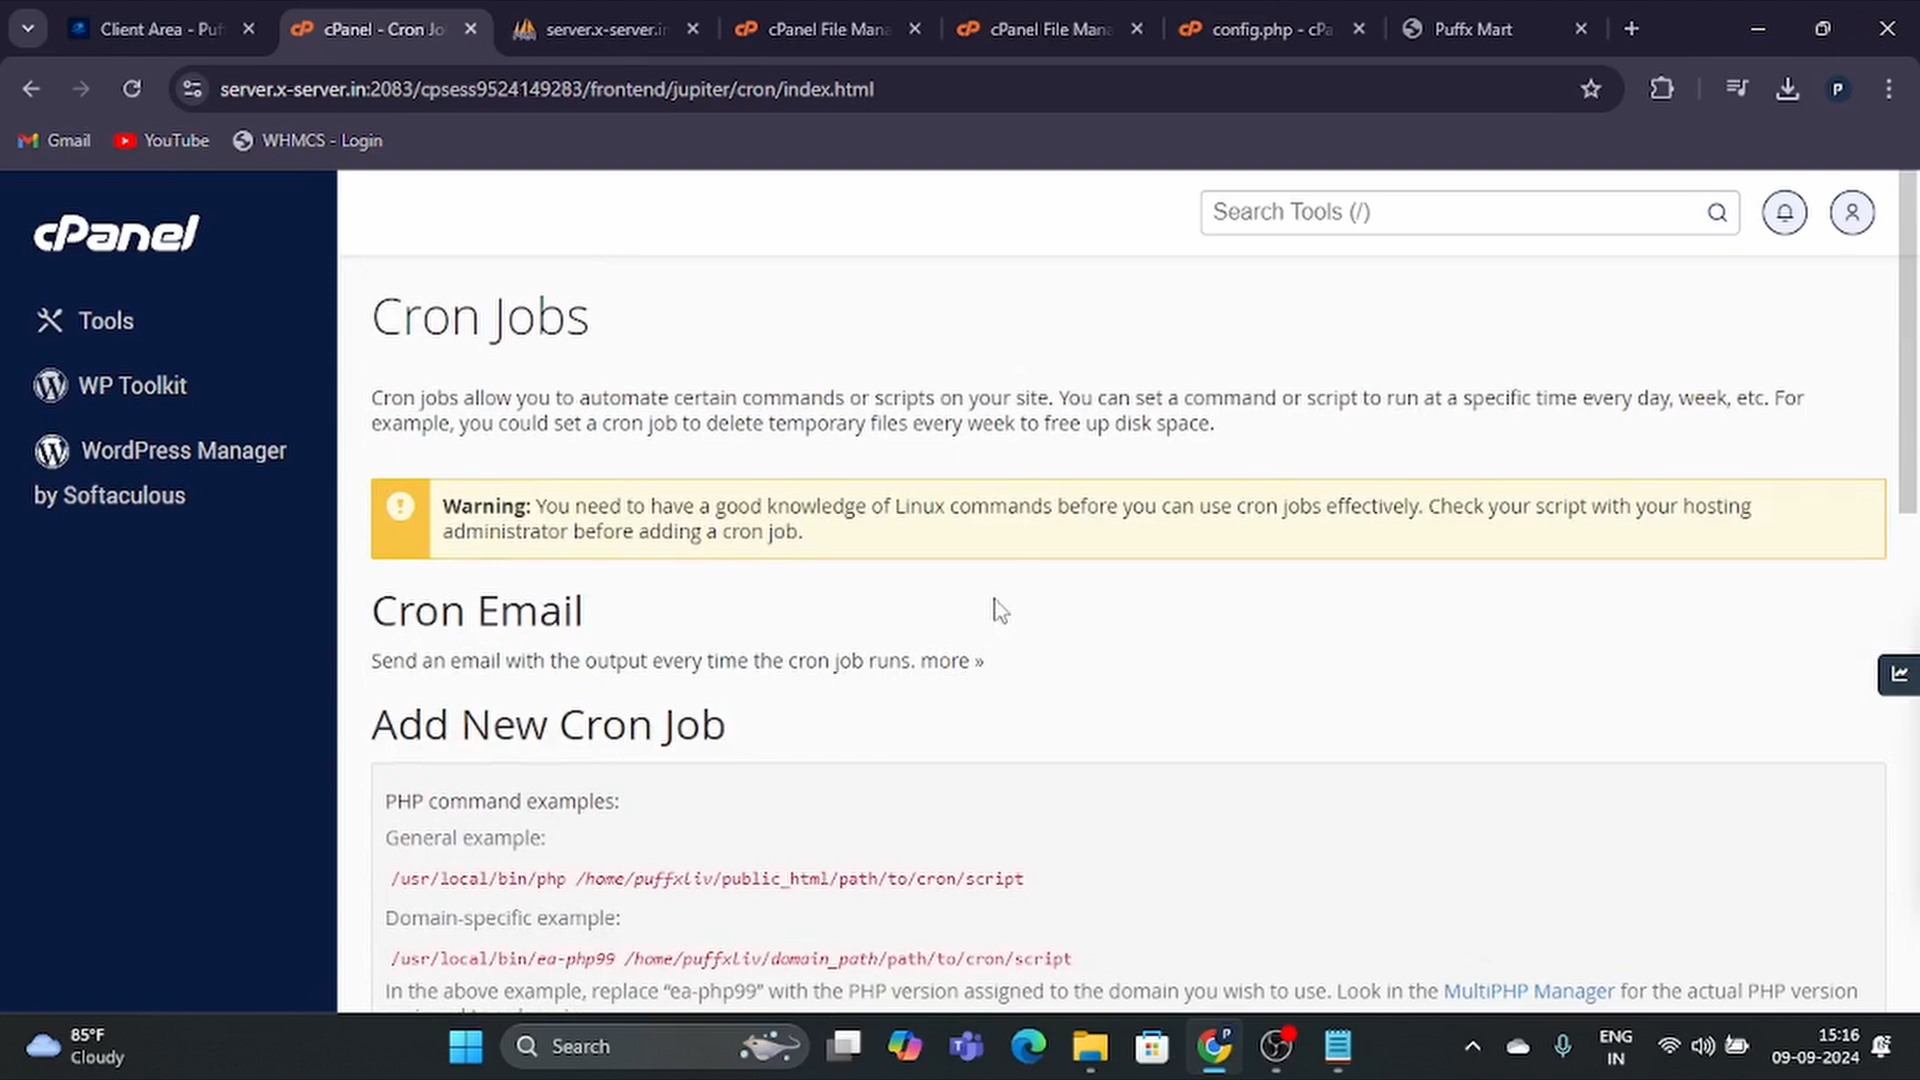 Client Area - Puf
cPanel - Cron Jo
server.x-server.in
cPanel File Mana
cPanel File Mana
config.php - cPa
Puffx Mart
server.x-server.in:2083/cpsess9524149283/frontend/jupiter/cron/index.html
P
Gmail
YouTube
WHMCS - Login
cPanel
Search Tools (/)
Tools
WP Toolkit
WordPress Manager
by Softaculous
Cron Jobs
Cron jobs allow you to automate certain commands or scripts on your site. You can set a command or script to run at a specific time every day, week, etc. For
example, you could set a cron job to delete temporary files every week to free up disk space.
Warning: You need to have a good knowledge of Linux commands before you can use cron jobs effectively. Check your script with your hosting
administrator before adding a cron job.
Cron Email
Send an email with the output every time the cron job runs. more »
Add New Cron Job
PHP command examples:
General example:
/usr/local/bin/php /home/puffxliv/public_html/path/to/cron/script
Domain-specific example:
/usr/local/bin/ea-php99 /home/puffxliv/domain_path/path/to/cron/script
In the above example, replace “ea-php99” with the PHP version assigned to the domain you wish to use. Look in the MultiPHP Manager for the actual PHP version
85°F
Cloudy
Search
P
ENG
IN
15:16
09-09-2024